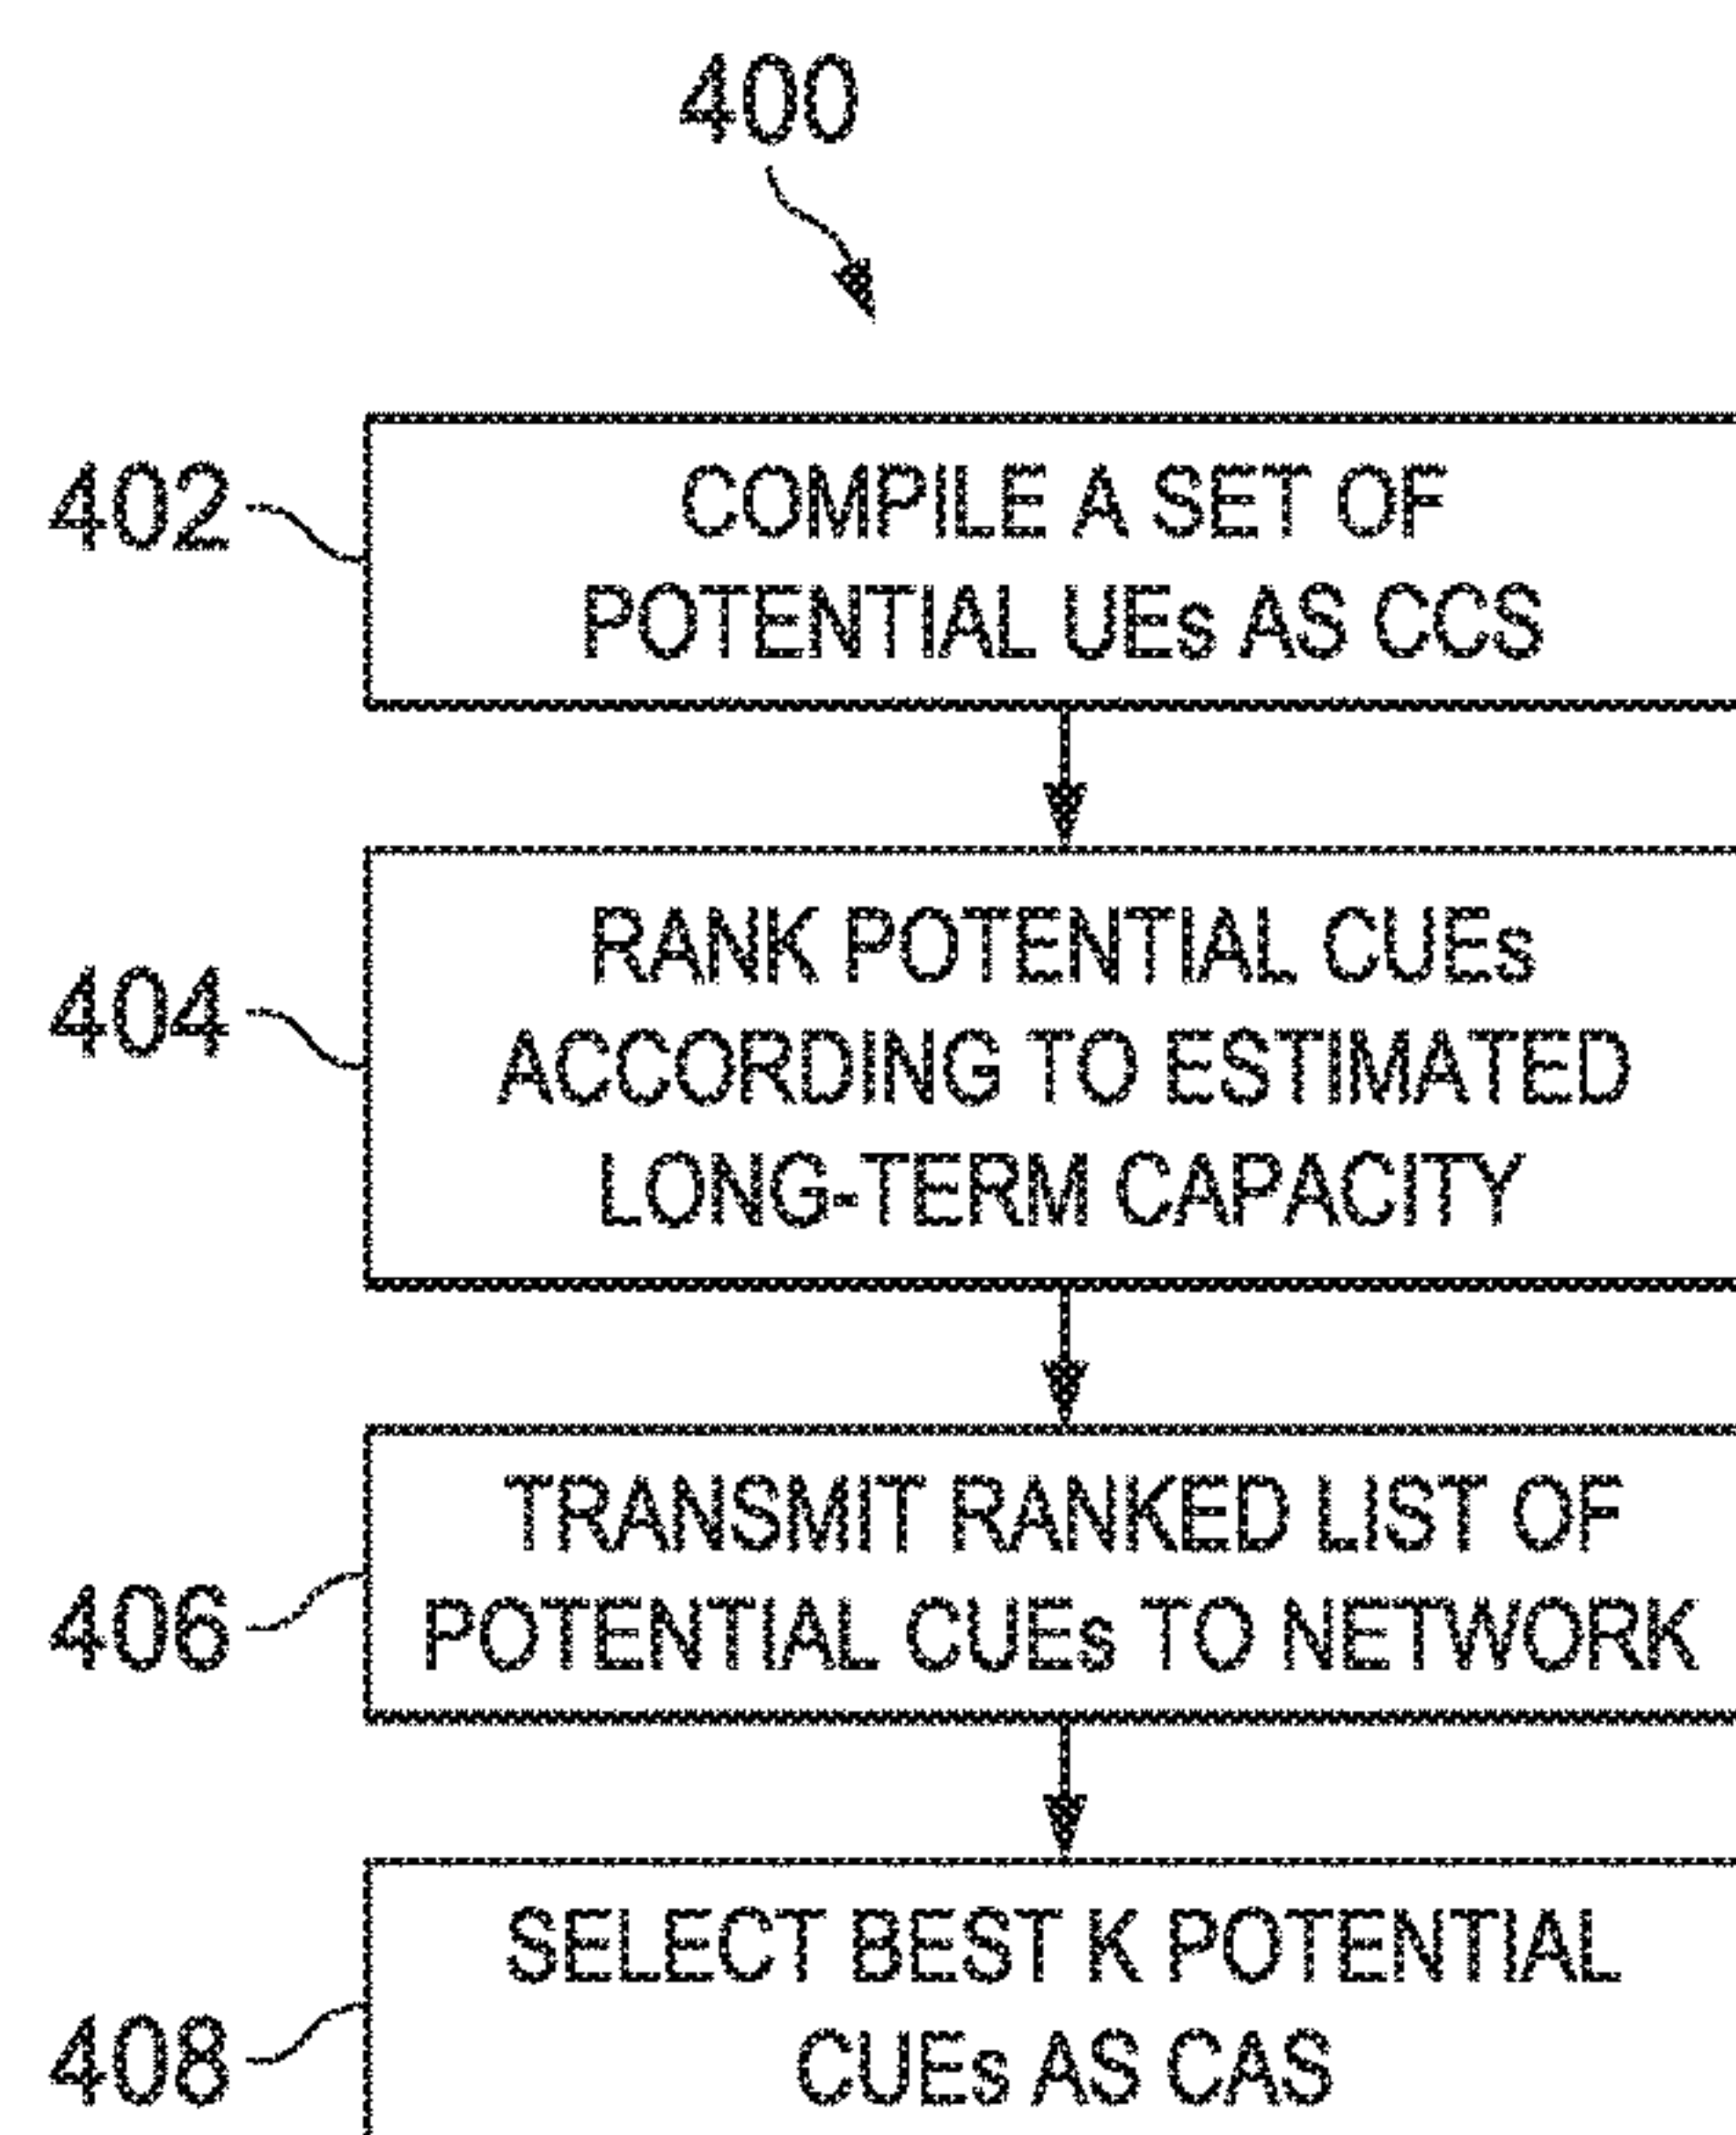 400
402
COMPILE A SET OF
POTENTIAL UEs AS CCS
404
RANK POTENTIAL CUEs
ACCORDING TO ESTIMATED
LONG-TERM CAPACITY
406
TRANSMIT RANKED LIST OF
POTENTIAL CUEs TO NETWORK
408
SELECT BEST K POTENTIAL
CUEs AS CAS